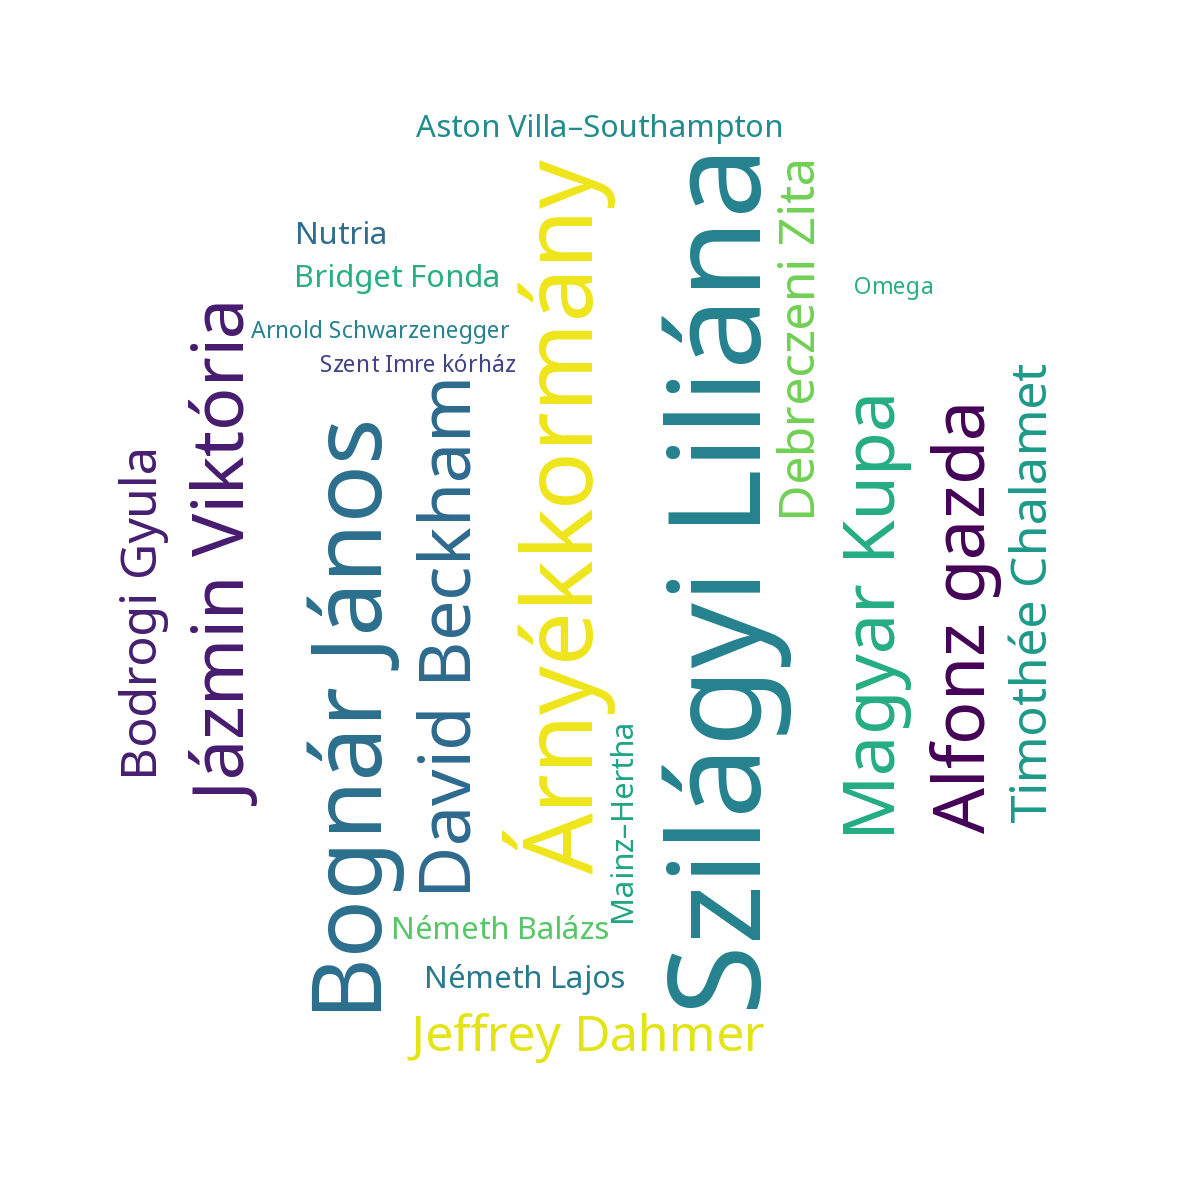 Aston Villa–Southampton
Nutria
Bridget Fonda
Arnold Schwarzenegger
Szent Imre kórház
Omega
Bodrogi Gyula
Jázmin Viktória
Bognár János
David Beckham
Árnyékkormány
Mainz–Hertha
Szilágyi Liliána
Debreczeni Zita
Magyar Kupa
Alfonz gazda
Timothée Chalamet
Németh Balázs
Németh Lajos
Jeffrey Dahmer